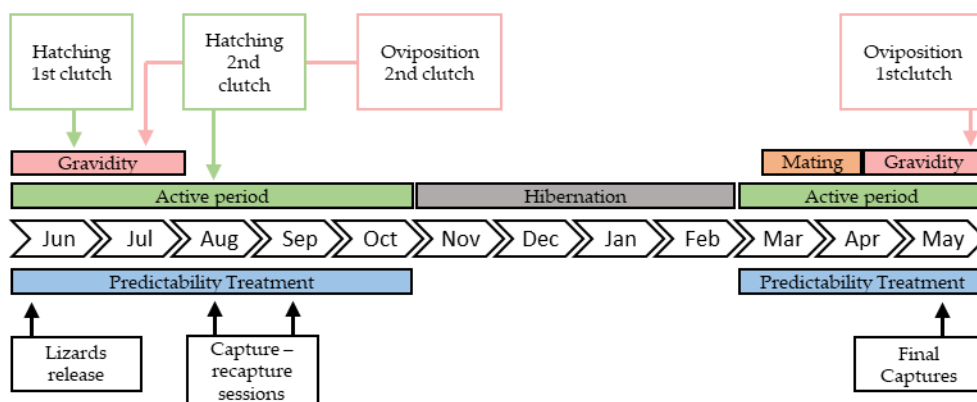 Hatching
1st clutch
Hatching
2nd
clutch
Oviposition
2nd clutch
Oviposition
1stclutch
Gravidity
Mating
Gravidity
Active period
Hibernation
Active period
Jun
Jul
Aug
Sep
Oct
Nov
Dec
Jan
Feb
Mar
Apr
May
Predictability Treatment
Predictability Treatment
Lizards
release
Capture –
recapture
sessions
Final
Captures